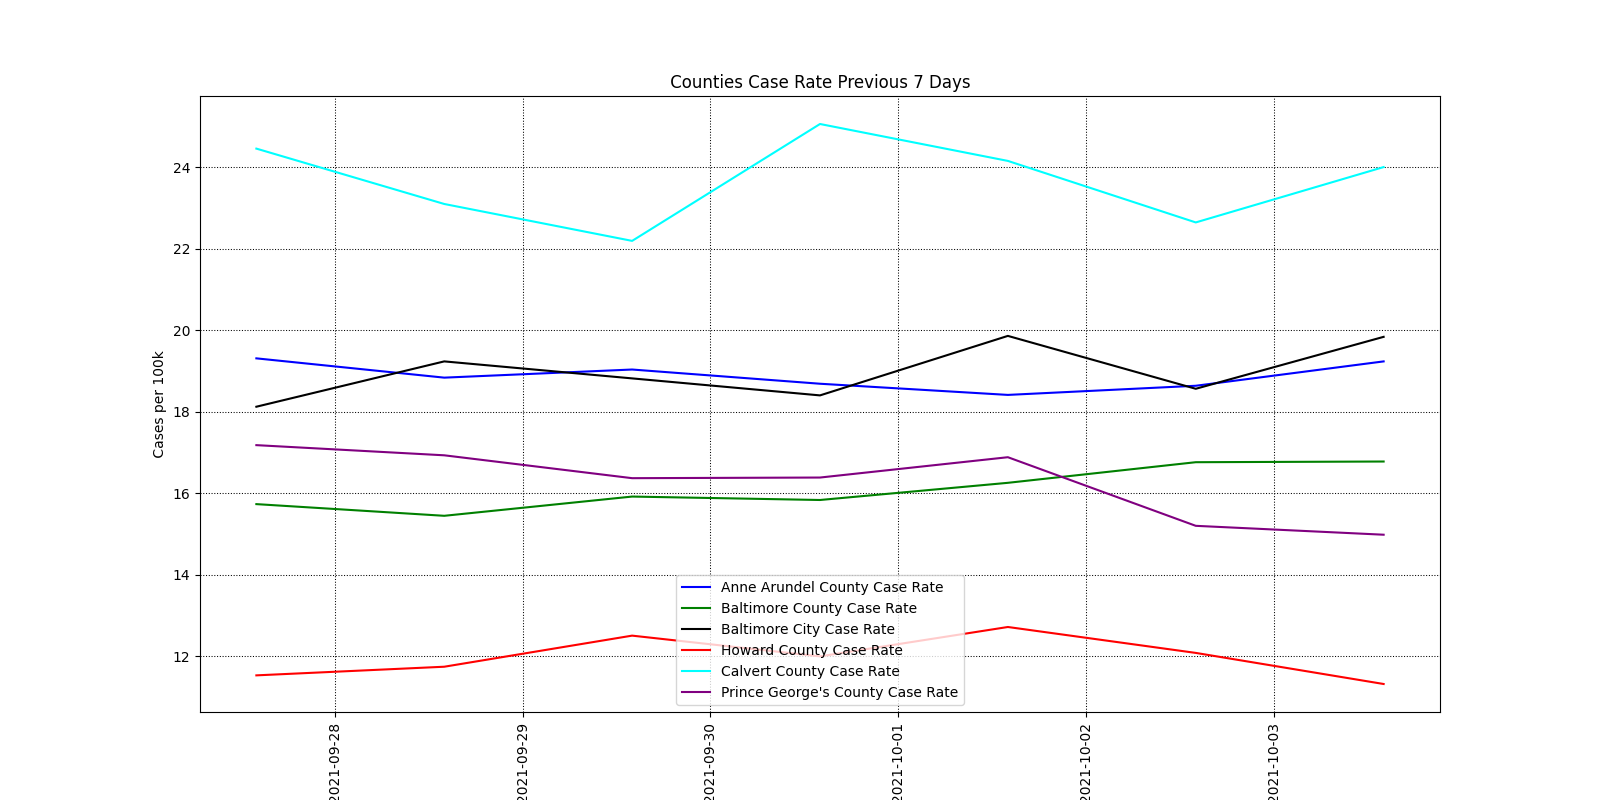 Counties Case Rate Previous 7 Days
Cases per 100k
24
22
20
18
16
14
12
Anne Arundel County Case Rate
Baltimore County Case Rate
Baltimore City Case Rate
Howard County Case Rate
Calvert County Case Rate
Prince George's County Case Rate
2021-09-28
2021-09-29
2021-09-30
2021-10-01
2021-10-02
2021-10-03